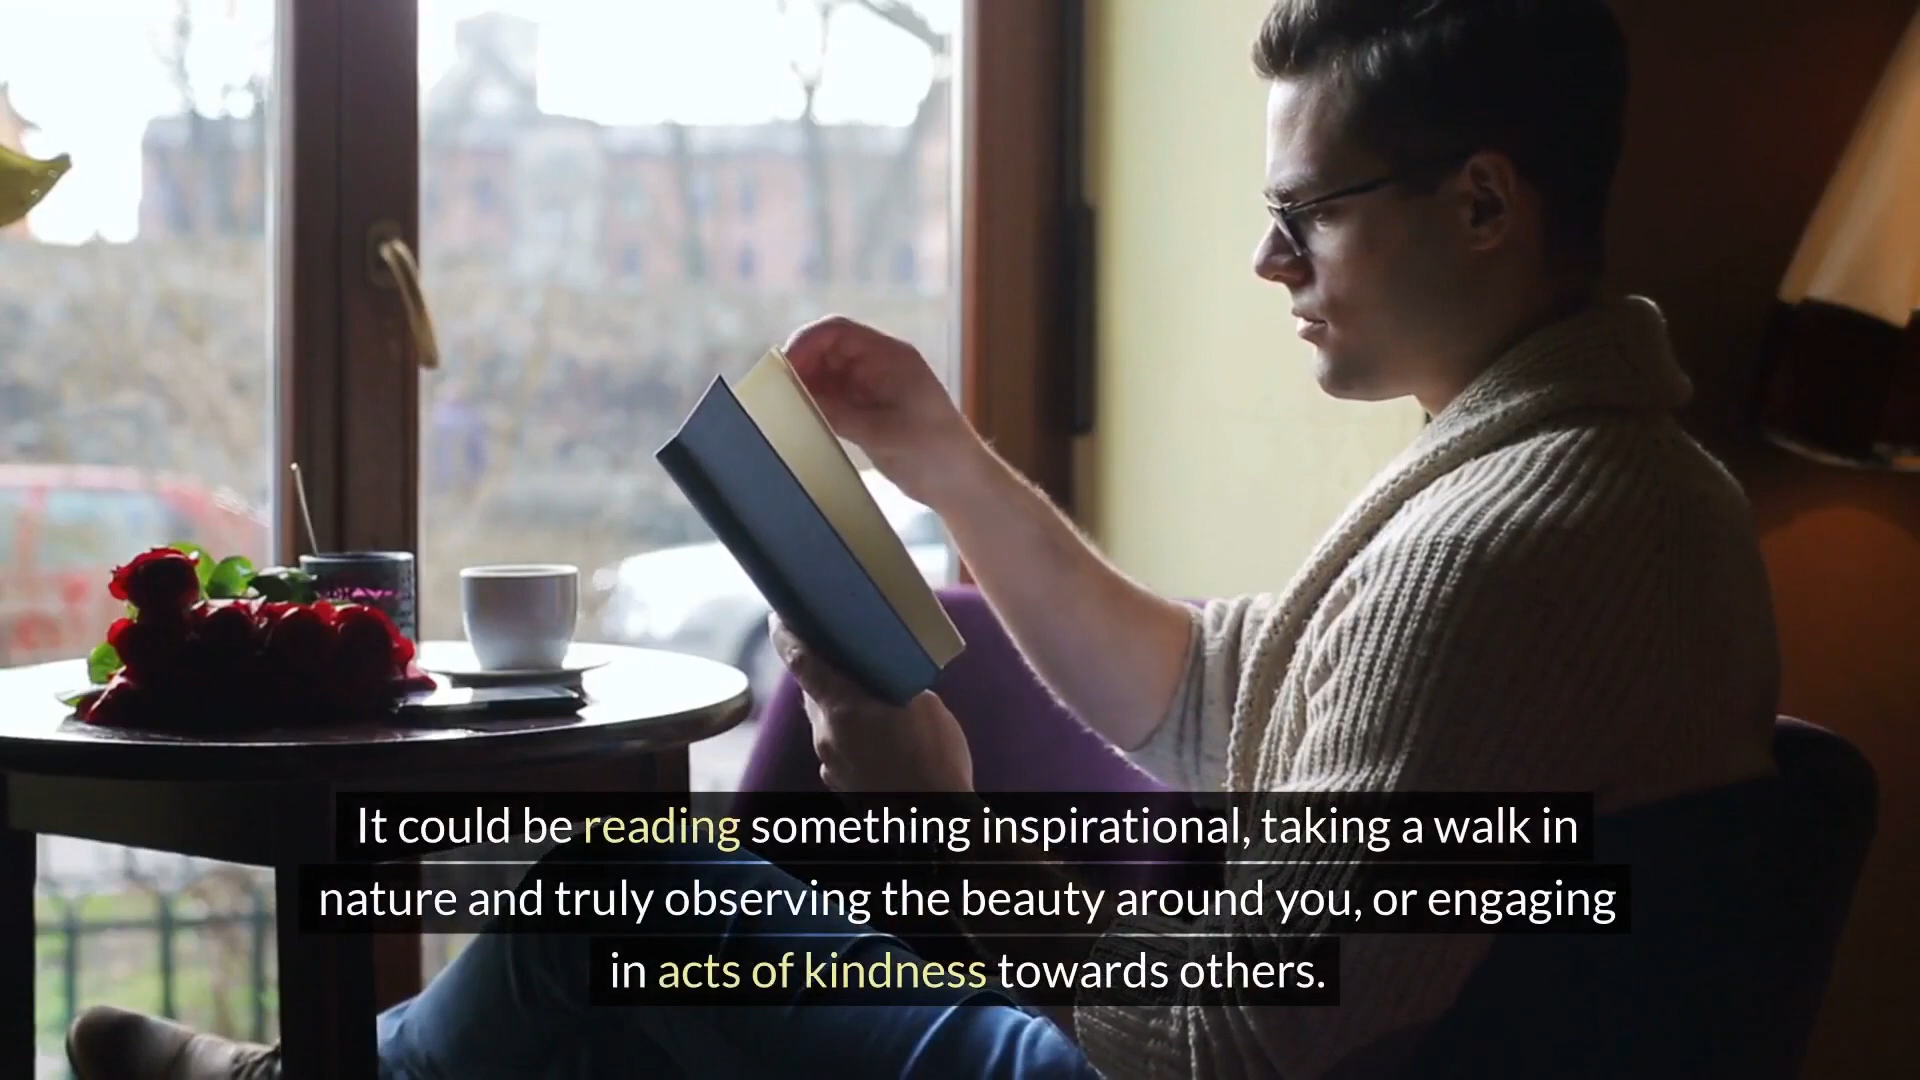 It could be reading something inspirational, taking a walk in
nature and truly observing the beauty around you, or engaging
in acts of kindness towards others.